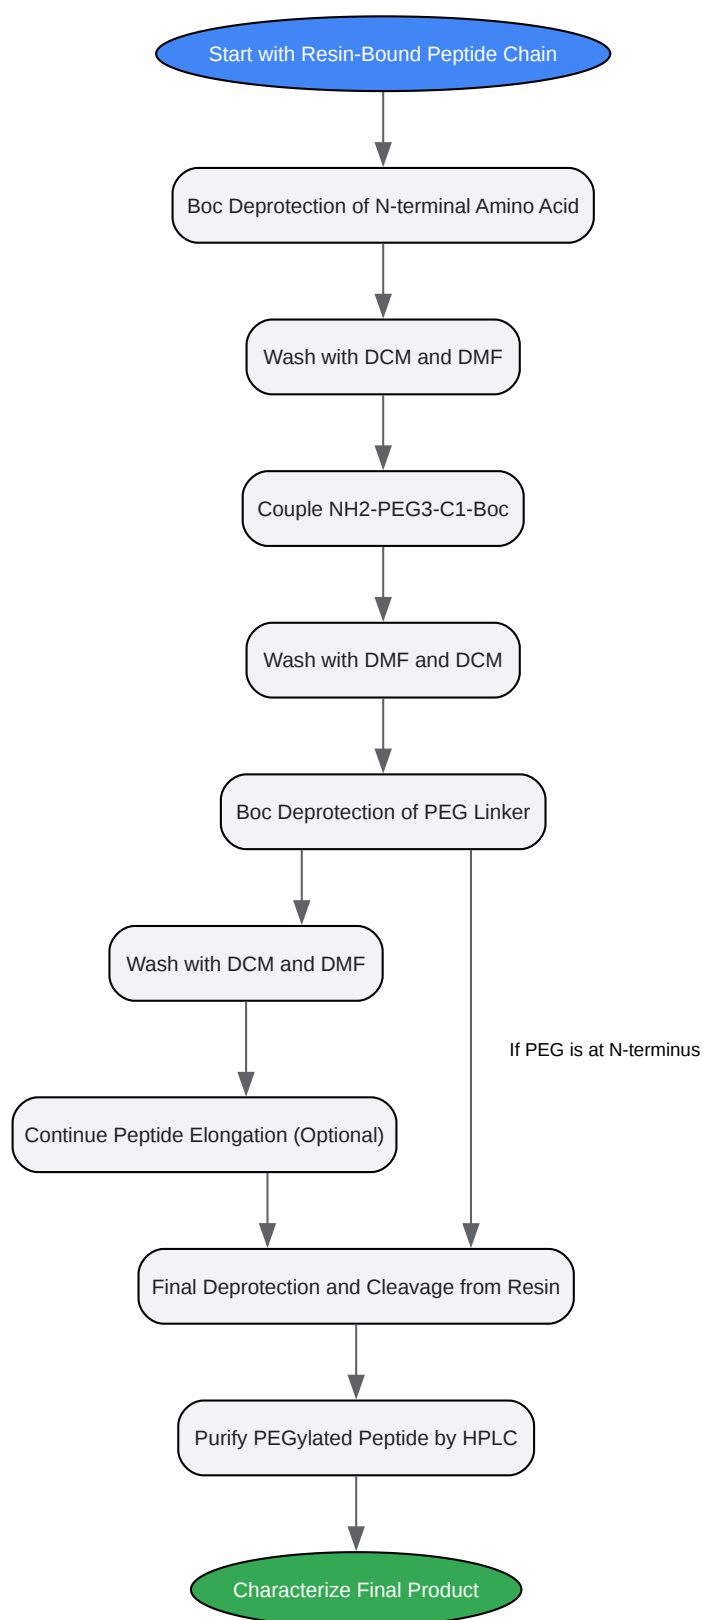 Start with Resin-Bound Peptide Chain
Boc Deprotection of N-terminal Amino Acid
Wash with DCM and DMF
Couple NH2-PEG3-C1-Boc
Wash with DMF and DCM
Boc Deprotection of PEG Linker
Wash with DCM and DMF
If PEG is at N-terminus
Continue Peptide Elongation (Optional)
Final Deprotection and Cleavage from Resin
Purify PEGylated Peptide by HPLC
Characterize Final Product